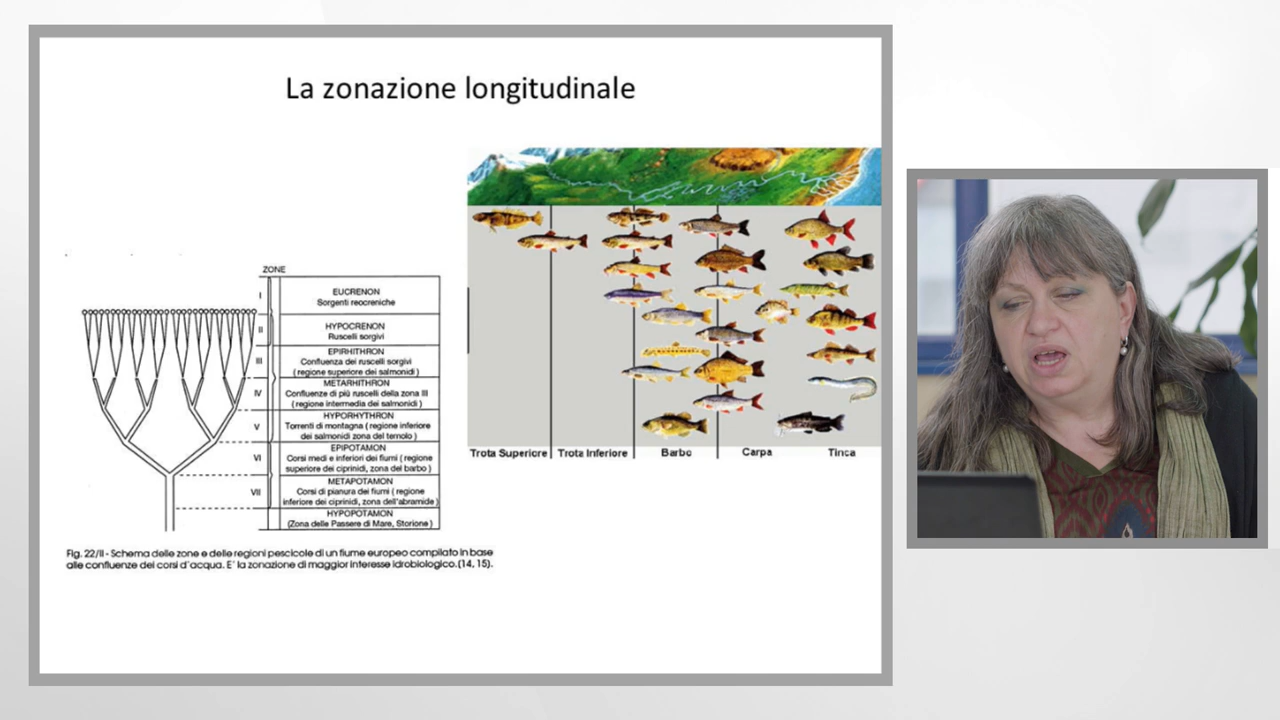 La zonazione longitudinale
ZONE
I
EUCRENON
Sorgenti reocreniche
II
HYPOCRENON
Ruscelli sorgivi
III
EPIRHITHRON
Confluenza dei ruscelli sorgivi
( regione superiore dei salmonidi )
IV
METARHITHRON
Confluenze di più ruscelli della zona III
( regione intermedia dei salmonidi )
V
HYPORHYTHRON
Torrenti di montagna ( regione inferiore
dei salmonidi zona del temolo )
VI
EPIPOTAMON
Corsi medi e inferiori dei fiumi ( regione
superiore dei ciprinidi, zona del barbo )
VII
METAPOTAMON
Corsi di pianura dei fiumi ( regione
inferiore dei ciprinidi, zona dell'abramide )
HYPOPOTAMON
(Zona delle Passere di Mare, Storione )
Fig. 22/II - Schema delle zone e delle regioni pescicole di un fiume europeo compilato in base
alle confluenze dei corsi d'acqua. E' la zonazione di maggior interesse idrobiologico.(14, 15).
Trota Superiore Trota Inferiore Barbo Carpa Tinca